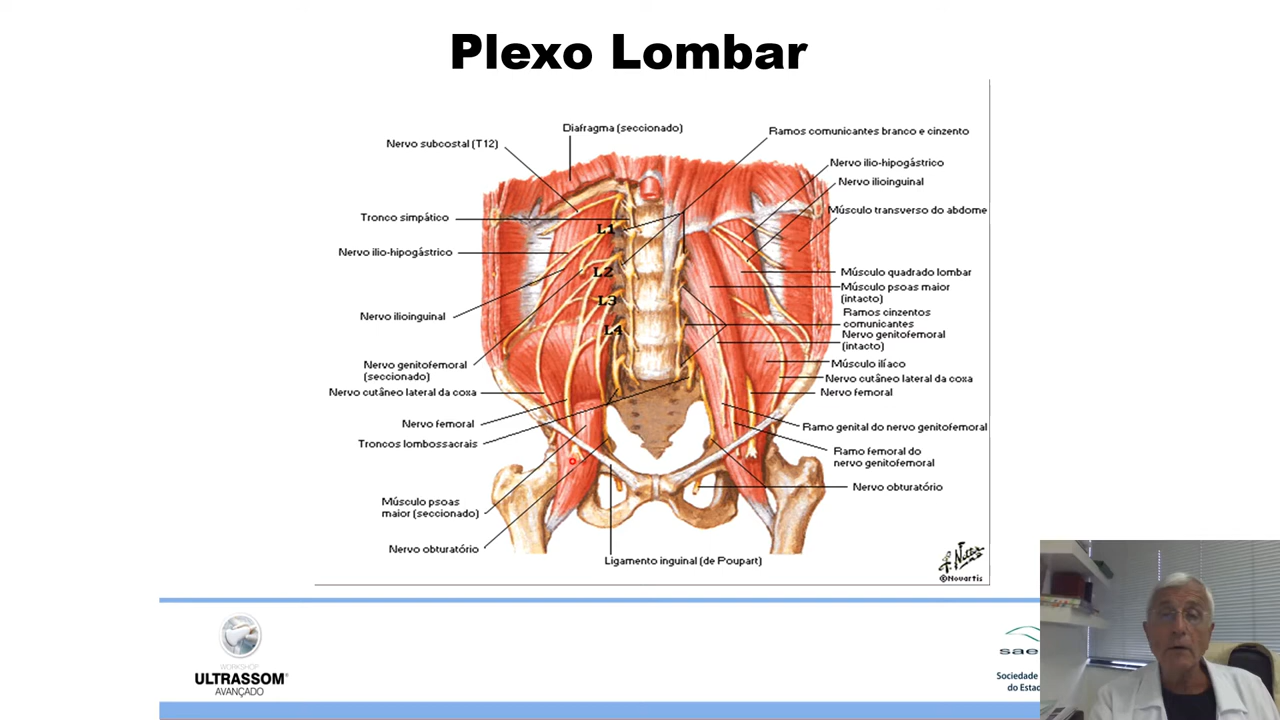 Plexo Lombar
Diafragma (seccionado)
Ramos comunicantes branco e cinzento
Nervo subcostal (T12)
Nervo ilio-hipogástrico
Nervo ilioinguinal
Músculo transverso do abdome
Tronco simpático
L1
Nervo ilio-hipogástrico
L2
Músculo quadrado lombar
Músculo psoas maior
(intacto)
L3
Nervo ilioinguinal
Ramos cinzentos
comunicantes
L4
Nervo genitofemoral
(intacto)
Nervo genitofemoral
(seccionado)
Músculo ilíaco
Nervo cutâneo lateral da coxa
Nervo cutâneo lateral da coxa
Nervo femoral
Nervo femoral
Ramo genital do nervo genitofemoral
Troncos lombossacrais
Ramo femoral do
nervo genitofemoral
Nervo obturatório
Músculo psoas
maior (seccionado)
Nervo obturatório
Ligamento inguinal (de Poupart)
©Novartis
WORKSHOP
ULTRASSOM®
AVANÇADO
sae
Sociedade
do Esta